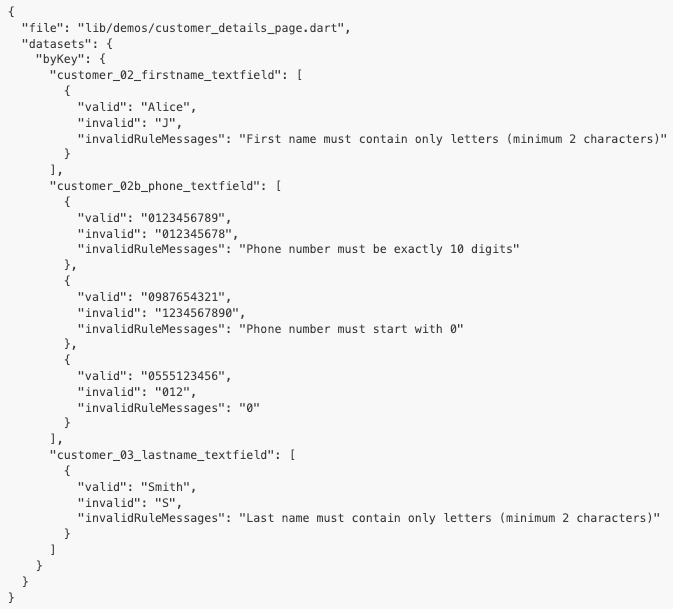 {
  "file": "lib/demos/customer_details_page.dart",
  "datasets": {
    "byKey": {
      "customer_02_firstname_textfield": [
        {
          "valid": "Alice",
          "invalid": "J",
          "invalidRuleMessages": "First name must contain only letters (minimum 2 characters)"
        }
      ],
      "customer_02b_phone_textfield": [
        {
          "valid": "0123456789",
          "invalid": "012345678",
          "invalidRuleMessages": "Phone number must be exactly 10 digits"
        },
        {
          "valid": "0987654321",
          "invalid": "1234567890",
          "invalidRuleMessages": "Phone number must start with 0"
        },
        {
          "valid": "0555123456",
          "invalid": "012",
          "invalidRuleMessages": "0"
        }
      ],
      "customer_03_lastname_textfield": [
        {
          "valid": "Smith",
          "invalid": "S",
          "invalidRuleMessages": "Last name must contain only letters (minimum 2 characters)"
        }
      ]
    }
  }
}